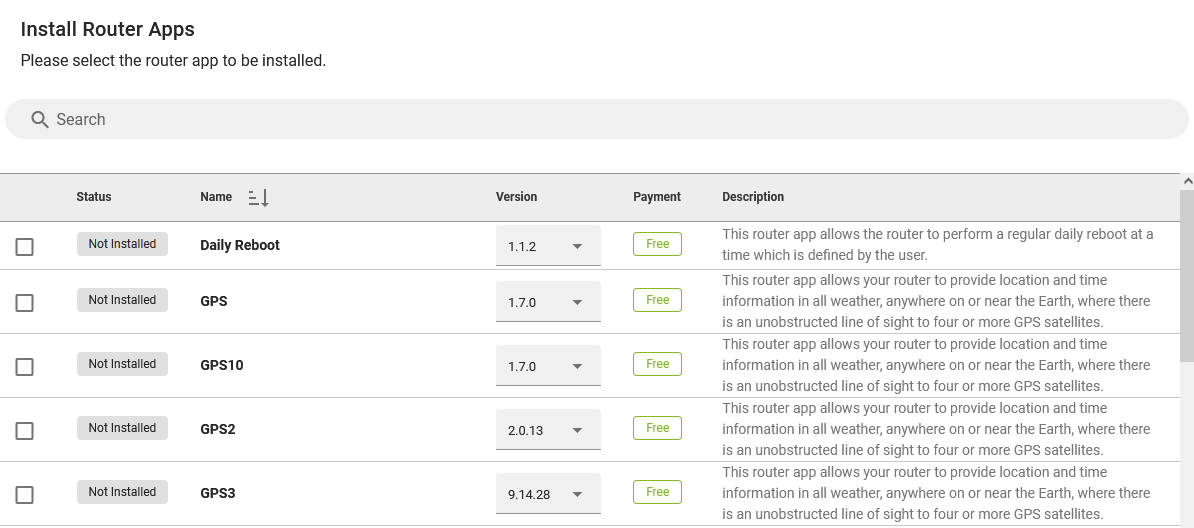 Install Router Apps
Please select the router app to be installed.
Search
Status Name Version Payment Description
Not Installed Daily Reboot 1.1.2 Free This router app allows the router to perform a regular daily reboot at a
time which is defined by the user.
Not Installed GPS 1.7.0 Free This router app allows your router to provide location and time
information in all weather, anywhere on or near the Earth, where there
is an unobstructed line of sight to four or more GPS satellites.
Not Installed GPS10 1.7.0 Free This router app allows your router to provide location and time
information in all weather, anywhere on or near the Earth, where there
is an unobstructed line of sight to four or more GPS satellites.
Not Installed GPS2 2.0.13 Free This router app allows your router to provide location and time
information in all weather, anywhere on or near the Earth, where there
is an unobstructed line of sight to four or more GPS satellites.
Not Installed GPS3 9.14.28 Free This router app allows your router to provide location and time
information in all weather, anywhere on or near the Earth, where there
is an unobstructed line of sight to four or more GPS satellites.